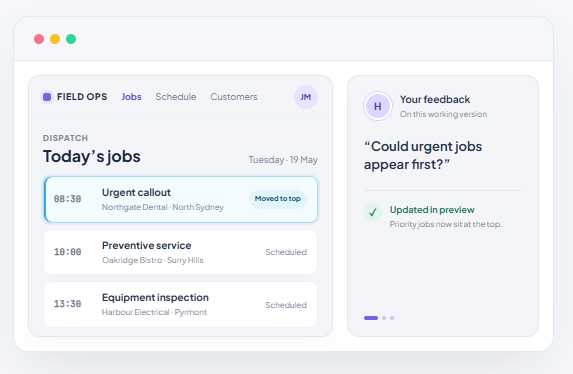 FIELD OPS Jobs Schedule Customers JM
DISPATCH
Today's jobs
Tuesday · 19 May
08:30
Urgent callout
Northgate Dental · North Sydney
Moved to top
10:00
Preventive service
Oakridge Bistro · Surry Hills
Scheduled
13:30
Equipment inspection
Harbour Electrical · Pyrmont
Scheduled
H
Your feedback
On this working version
“Could urgent jobs
appear first?”
Updated in preview
Priority jobs now sit at the top.